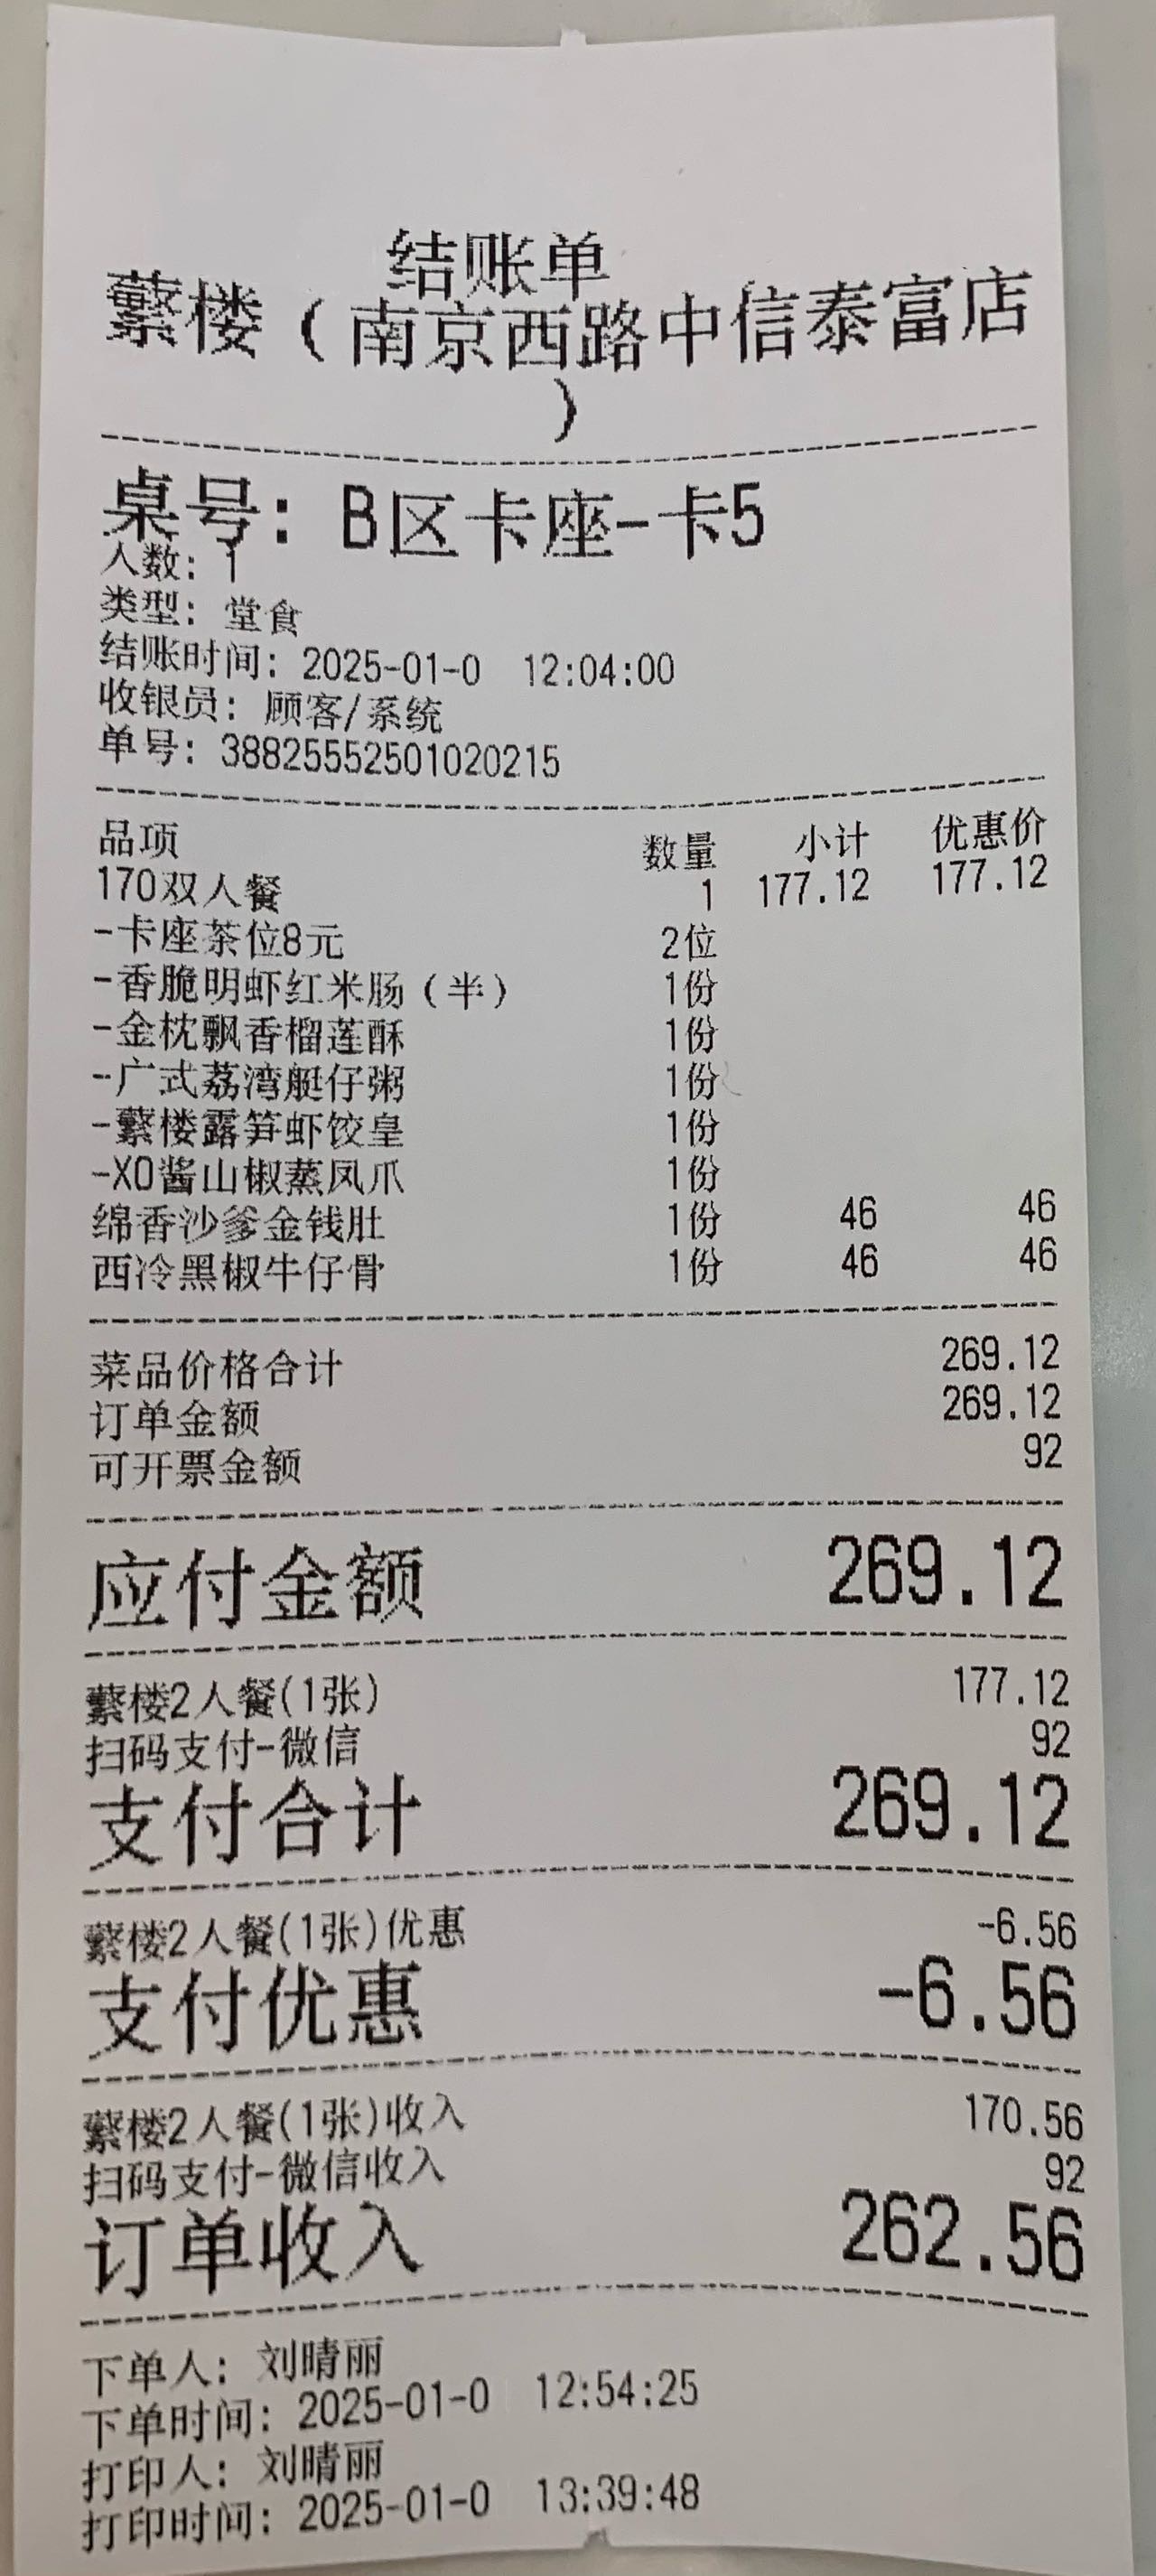 结账单
蘩楼（南京西路中信泰富店
）
桌号：B区卡座-卡5
人数：1
类型：堂食
结账时间：2025-01-0 12:04:00
收银员：顾客/系统
单号：38825552501020215
品项 数量 小计 优惠价
170双人餐 1 177.12 177.12
-卡座茶位8元 2位
-香脆明虾红米肠（半） 1份
-金枕飘香榴莲酥 1份
-广式荔湾艇仔粥 1份
-蘩楼露笋虾饺皇 1份
-XO酱山椒蒸凤爪 1份
绵香沙爹金钱肚 1份 46 46
西冷黑椒牛仔骨 1份 46 46
菜品价格合计 269.12
订单金额 269.12
可开票金额 92
应付金额 269.12
蘩楼2人餐(1张) 177.12
扫码支付-微信 92
支付合计 269.12
蘩楼2人餐(1张)优惠 -6.56
支付优惠 -6.56
蘩楼2人餐(1张)收入 170.56
扫码支付-微信收入 92
订单收入 262.56
下单人：刘晴丽
下单时间：2025-01-0 12:54:25
打印人：刘晴丽
打印时间：2025-01-0 13:39:48